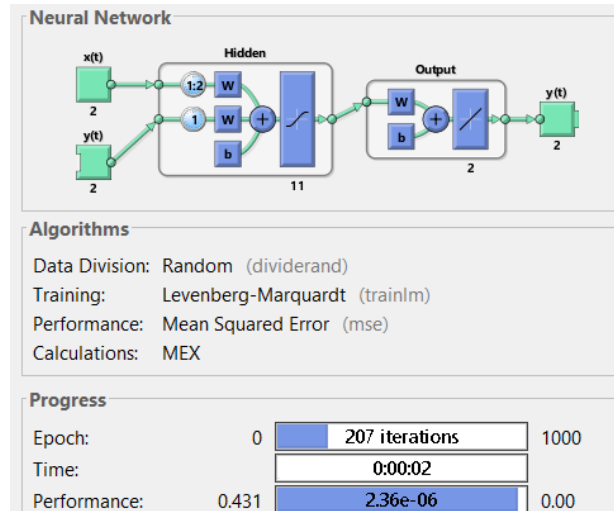 Neural Network
Hidden
x(t)
1:2
W
2
y(t)
1
W
b
2
11
Output
W
b
2
y(t)
2
Algorithms
Data Division: Random (dividerand)
Training: Levenberg-Marquardt (trainlm)
Performance: Mean Squared Error (mse)
Calculations: MEX
Progress
Epoch: 0 207 iterations 1000
Time: 0:00:02
Performance: 0.431 2.36e-06 0.00